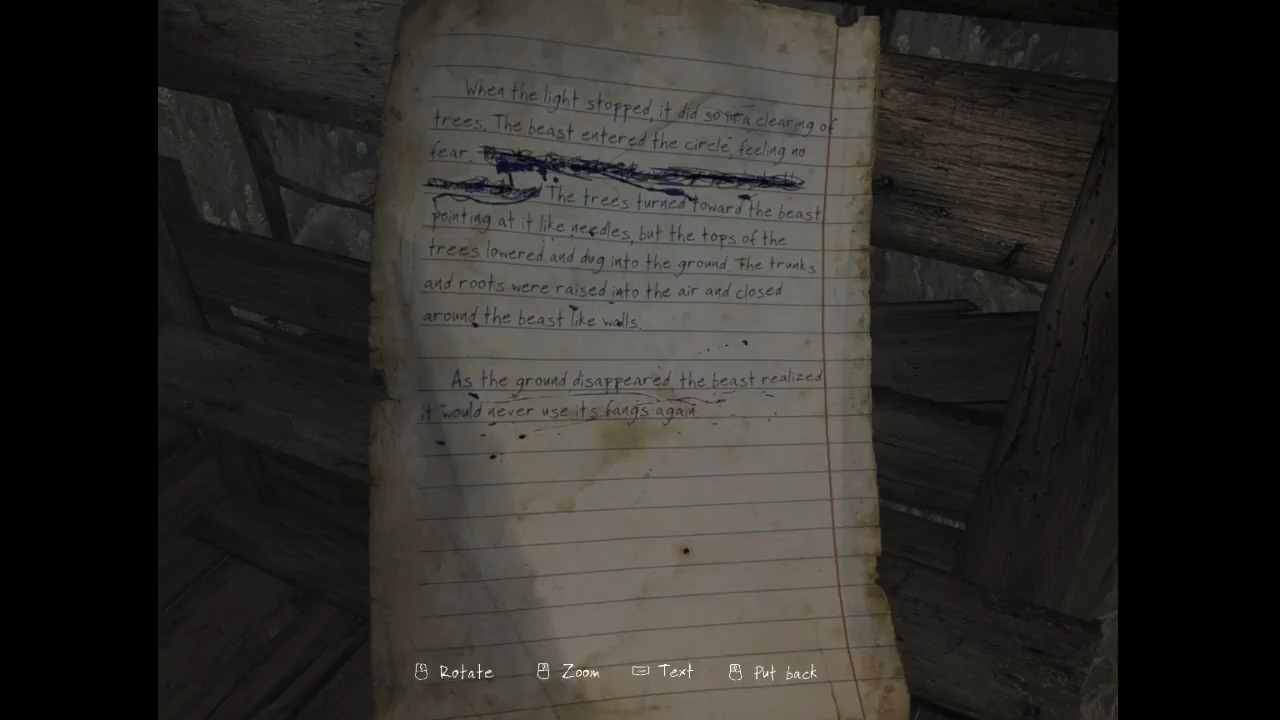 When the light stopped, it did so in a clearing of
trees. The beast entered the circle, feeling no
fear.
The trees turned toward the beast
pointing at it like needles, but the tops of the
trees lowered and dug into the ground. The trunks
and roots were raised into the air and closed
around the beast like walls.
As the ground disappeared, the beast realized
it would never use its fangs again.
Rotate Zoom Text Put back